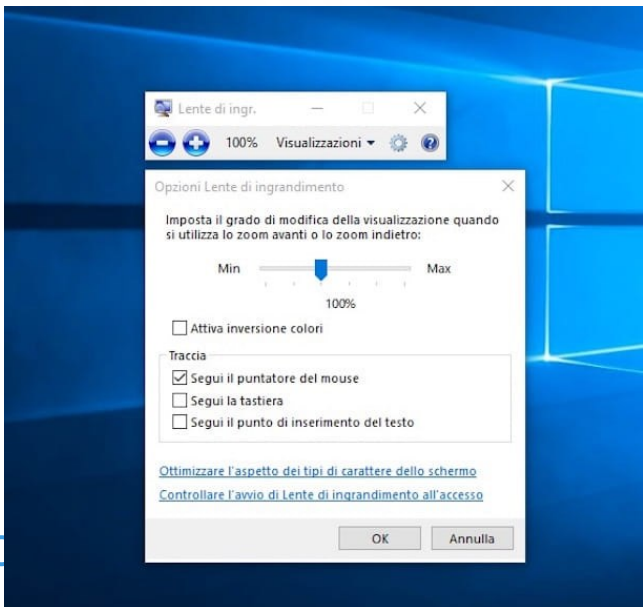 Lente di ingr.
100% Visualizzazioni
Opzioni Lente di ingrandimento
Imposta il grado di modifica della visualizzazione quando
si utilizza lo zoom avanti o lo zoom indietro:
Min Max
100%
Attiva inversione colori
Traccia
Segui il puntatore del mouse
Segui la tastiera
Segui il punto di inserimento del testo
Ottimizzare l'aspetto dei tipi di carattere dello schermo
Controllare l'avvio di Lente di ingrandimento all'accesso
OK Annulla